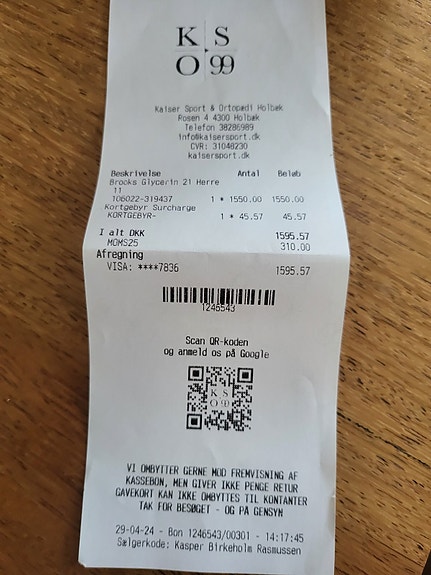 K S
O 99
Kaiser Sport & Ortopædi Holbæk
Rosen 4 4300 Holbæk
Telefon 38286989
info@kaisersport.dk
CVR: 31048230
kaisersport.dk
Beskrivelse Antal Beløb
Brooks Glycerin 21 Herre
11
106022-319437 1 * 1550.00 1550.00
Kortgebyr Surcharge
KORTGEBYR- 1 * 45.57 45.57
I alt DKK 1595.57
MOMS25 310.00
Afregning
VISA: ****7836 1595.57
1246543
Scan QR-koden
og anmeld os på Google
K S
O 99
VI OMBYTTER GERNE MOD FREMVISNING AF
KASSEBON, MEN GIVER IKKE PENGE RETUR
GAVEKORT KAN IKKE OMBYTTES TIL KONTANTER
TAK FOR BESØGET - OG PÅ GENSYN
29-04-24 - Bon 1246543/00301 - 14:17:45
Sælgerkode: Kasper Birkeholm Rasmussen